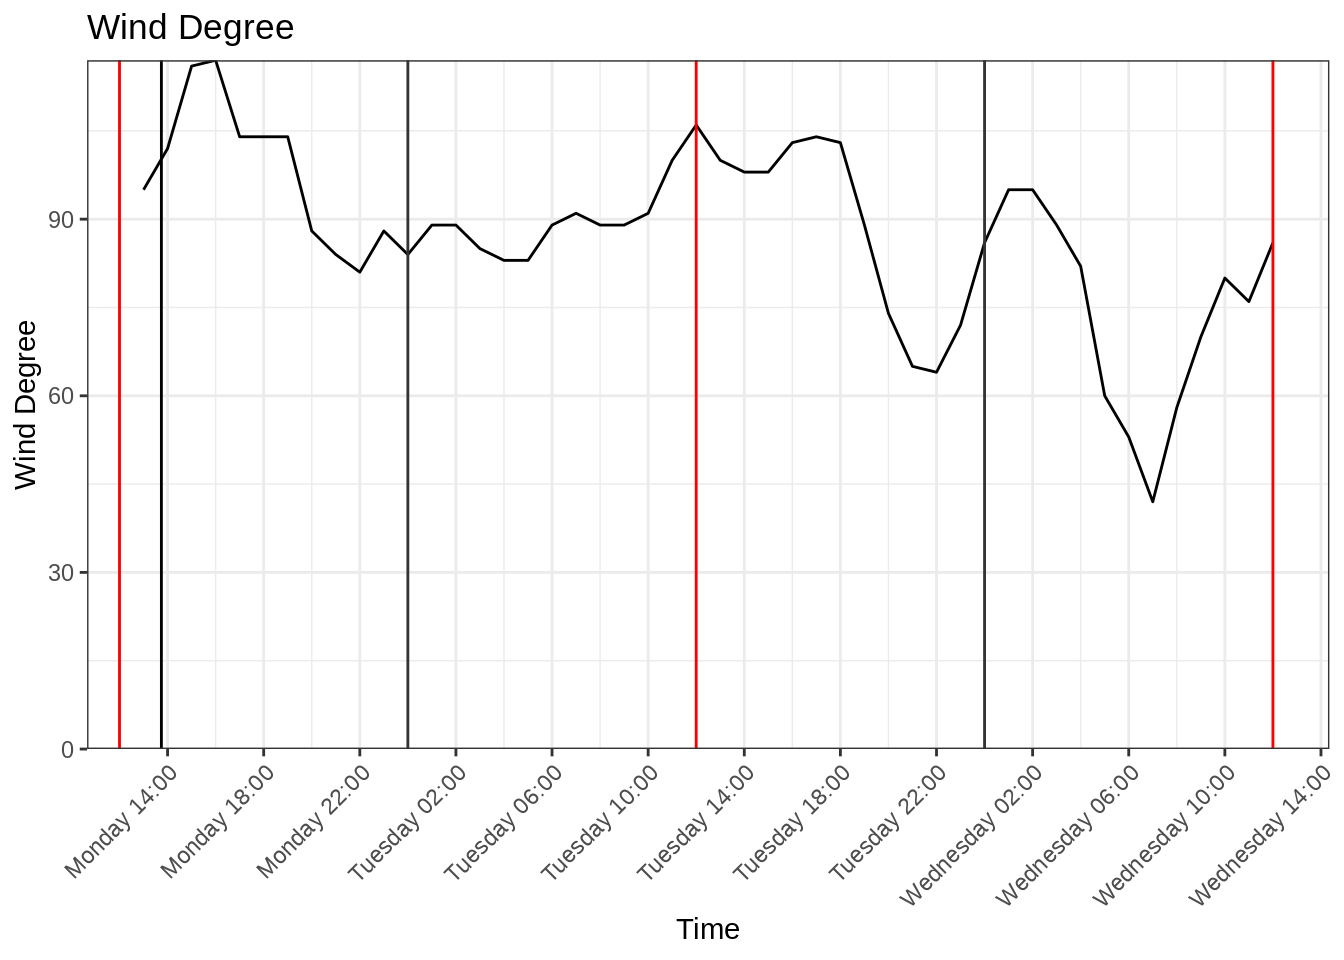 Wind Degree
Wind Degree
90
60
30
0
Monday 14:00
Monday 18:00
Monday 22:00
Tuesday 02:00
Tuesday 06:00
Tuesday 10:00
Tuesday 14:00
Tuesday 18:00
Tuesday 22:00
Wednesday 02:00
Wednesday 06:00
Wednesday 10:00
Wednesday 14:00
Time